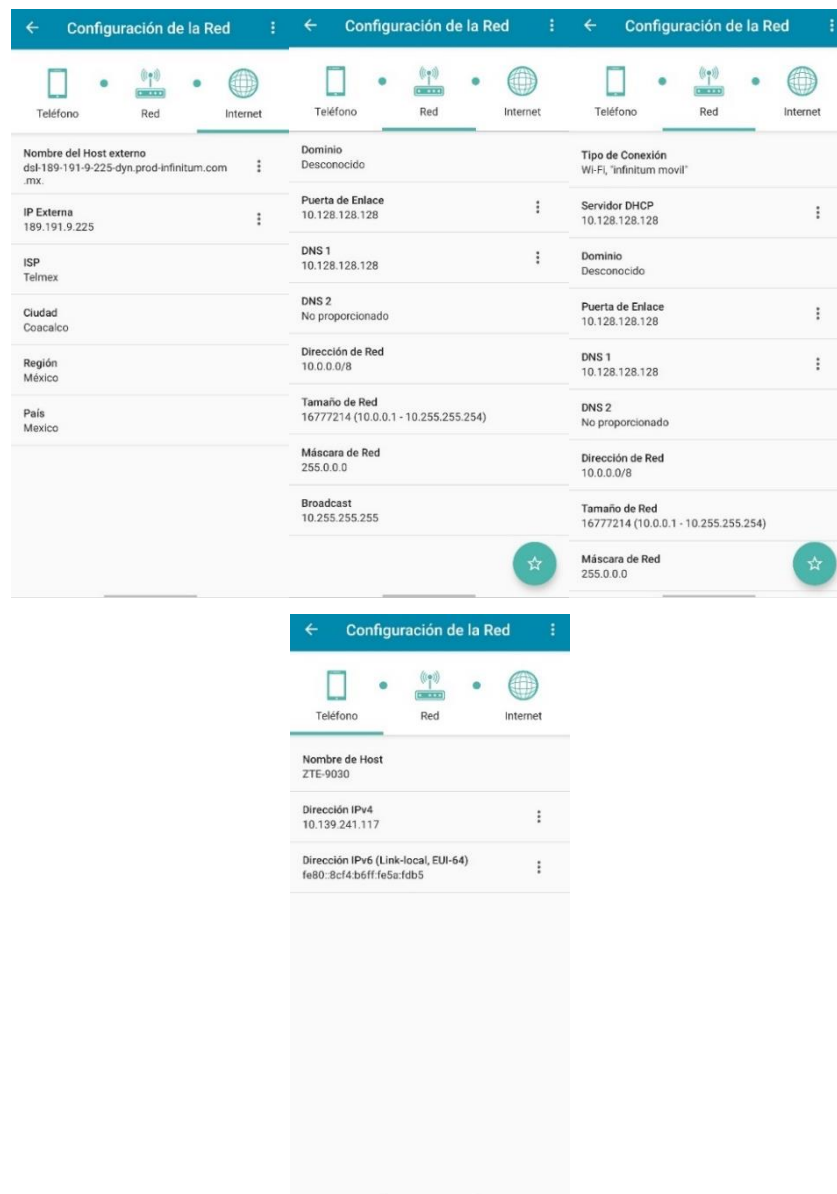 Configuración de la Red
Teléfono
Red
Internet
Nombre del Host externo
dsl-189-191-9-225-dyn.prod-infinitum.com
.mx.
IP Externa
189.191.9.225
ISP
Telmex
Ciudad
Coacalco
Región
México
País
Mexico
Configuración de la Red
Teléfono
Red
Internet
Dominio
Desconocido
Puerta de Enlace
10.128.128.128
DNS 1
10.128.128.128
DNS 2
No proporcionado
Dirección de Red
10.0.0.0/8
Tamaño de Red
16777214 (10.0.0.1 - 10.255.255.254)
Máscara de Red
255.0.0.0
Broadcast
10.255.255.255
Configuración de la Red
Teléfono
Red
Internet
Tipo de Conexión
Wi-Fi, "infinitum movil"
Servidor DHCP
10.128.128.128
Dominio
Desconocido
Puerta de Enlace
10.128.128.128
DNS 1
10.128.128.128
DNS 2
No proporcionado
Dirección de Red
10.0.0.0/8
Tamaño de Red
16777214 (10.0.0.1 - 10.255.255.254)
Máscara de Red
255.0.0.0
Configuración de la Red
Teléfono
Red
Internet
Nombre de Host
ZTE-9030
Dirección IPv4
10.139.241.117
Dirección IPv6 (Link-local, EUI-64)
fe80::8cf4:b6ff:fe5a:fdb5